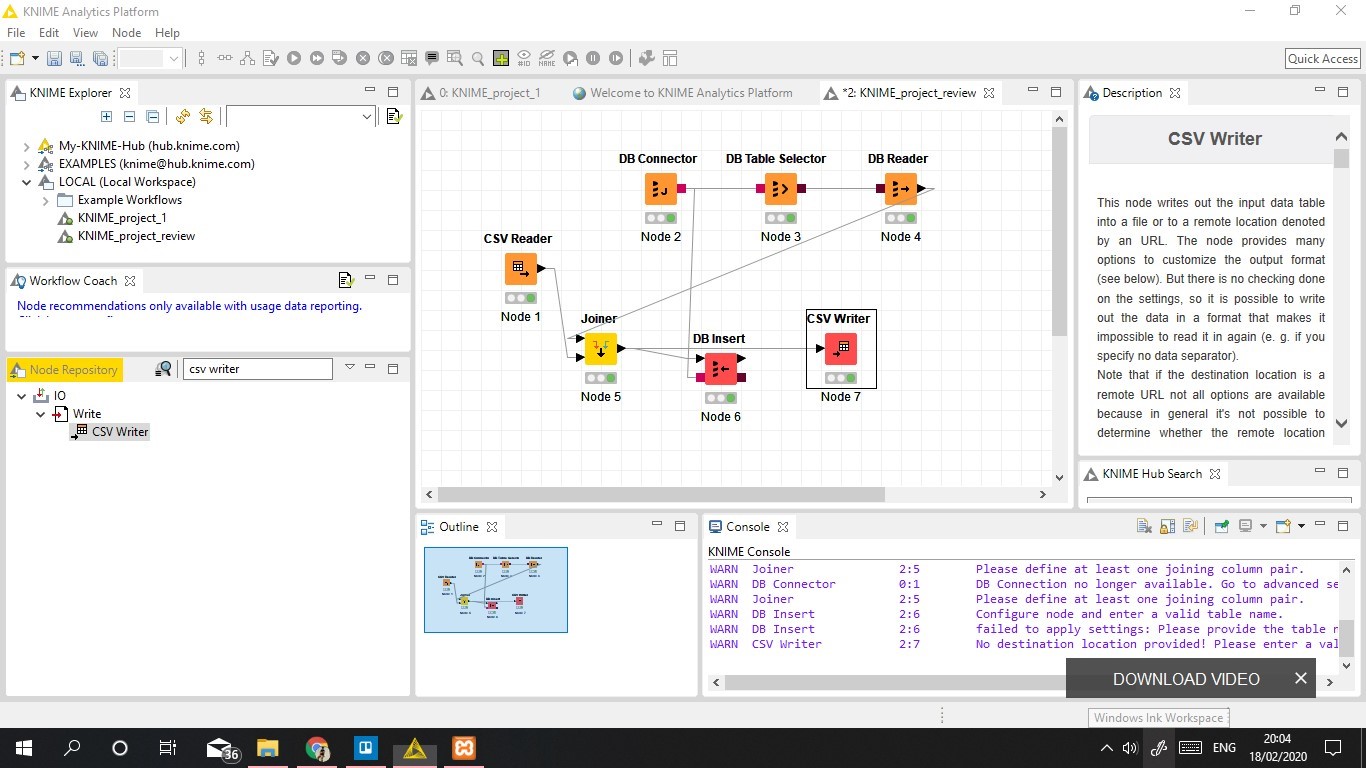 KNIME Analytics Platform
File Edit View Node Help
Quick Access
KNIME Explorer
My-KNIME-Hub (hub.knime.com)
EXAMPLES (knime@hub.knime.com)
LOCAL (Local Workspace)
Example Workflows
KNIME_project_1
KNIME_project_review
Workflow Coach
Node recommendations only available with usage data reporting.
Node Repository
csv writer
IO
Write
CSV Writer
0: KNIME_project_1
Welcome to KNIME Analytics Platform
*2: KNIME_project_review
DB Connector
Node 2
DB Table Selector
Node 3
DB Reader
Node 4
CSV Reader
Node 1
Joiner
Node 5
DB Insert
Node 6
CSV Writer
Node 7
Outline
Description
CSV Writer
This node writes out the input data table
into a file or to a remote location denoted
by an URL. The node provides many
options to customize the output format
(see below). But there is no checking done
on the settings, so it is possible to write
out the data in a format that makes it
impossible to read it again (e. g. if you
specify no data separator).
Note that if the destination location is a
remote URL not all options are available
because in general it's not possible to
determine whether the remote location
KNIME Hub Search
Console
KNIME Console
WARN Joiner 2:5 Please define at least one joining column pair.
WARN DB Connector 0:1 DB Connection no longer available. Go to advanced se
WARN Joiner 2:5 Please define at least one joining column pair.
WARN DB Insert 2:6 Configure node and enter a valid table name.
WARN DB Insert 2:6 failed to apply settings: Please provide the table n
WARN CSV Writer 2:7 No destination location provided! Please enter a val
DOWNLOAD VIDEO
Windows Ink Workspace
36
ENG
20:04
18/02/2020